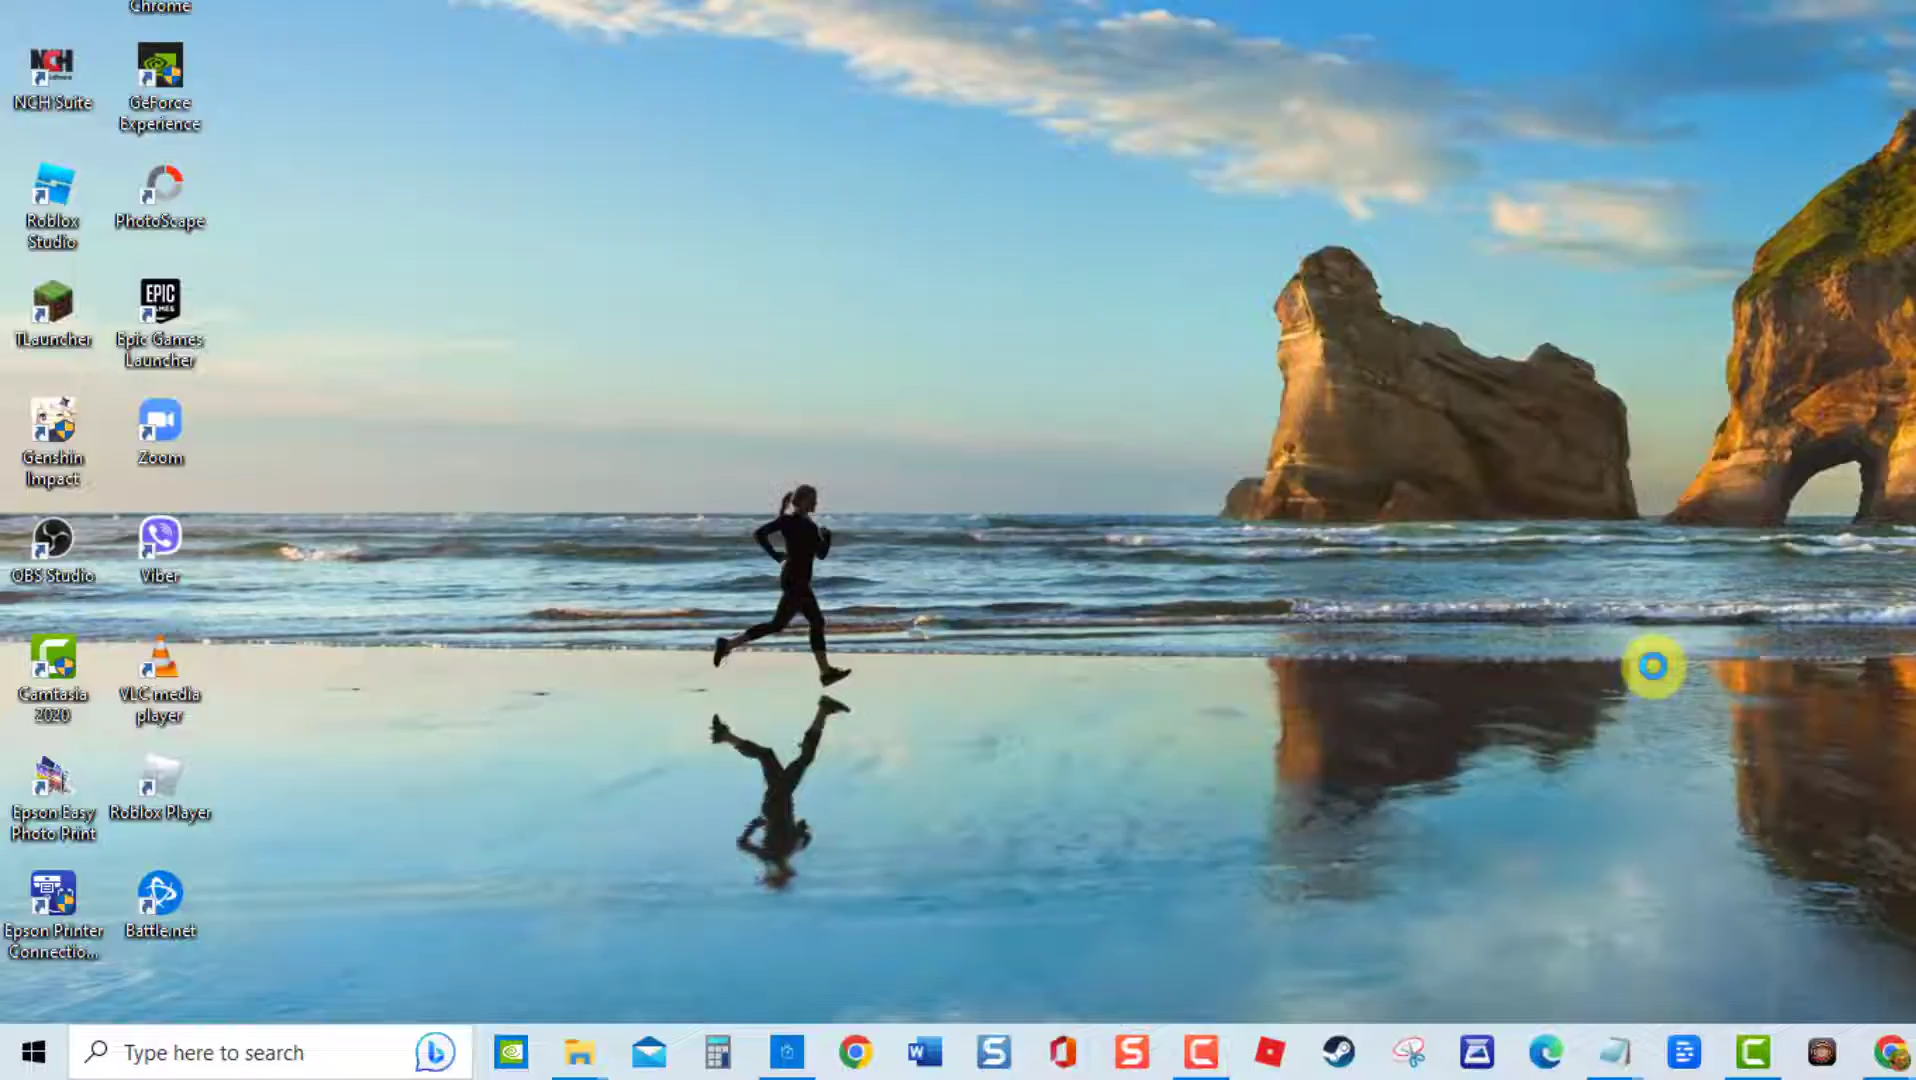 Chrome
NCH
NCH Suite
GeForce
Experience
Roblox
Studio
PhotoScape
TLauncher
EPIC
Epic Games
Launcher
Genshin
Impact
Zoom
OBS Studio
Viber
Camtasia
2020
VLC media
player
Epson Easy
Photo Print
Roblox Player
Epson Printer
Connectio...
Battle.net
Type here to search